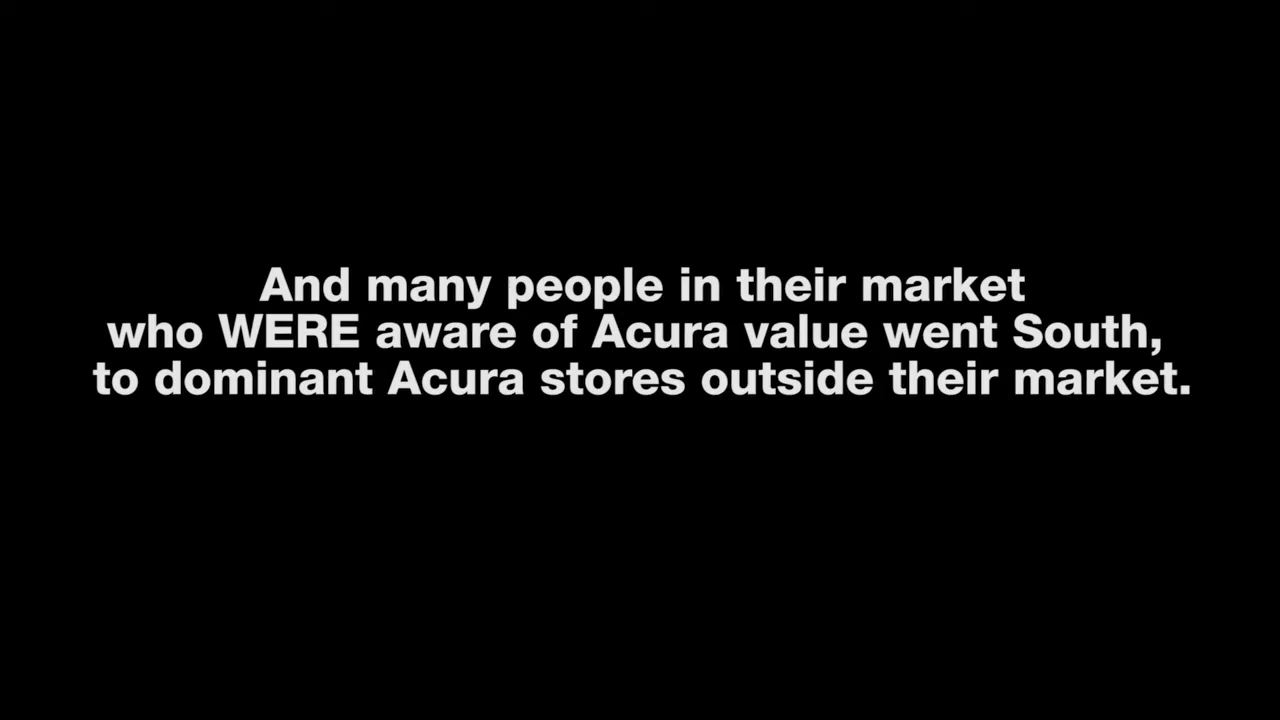 And many people in their market
who WERE aware of Acura value went South,
to dominant Acura stores outside their market.